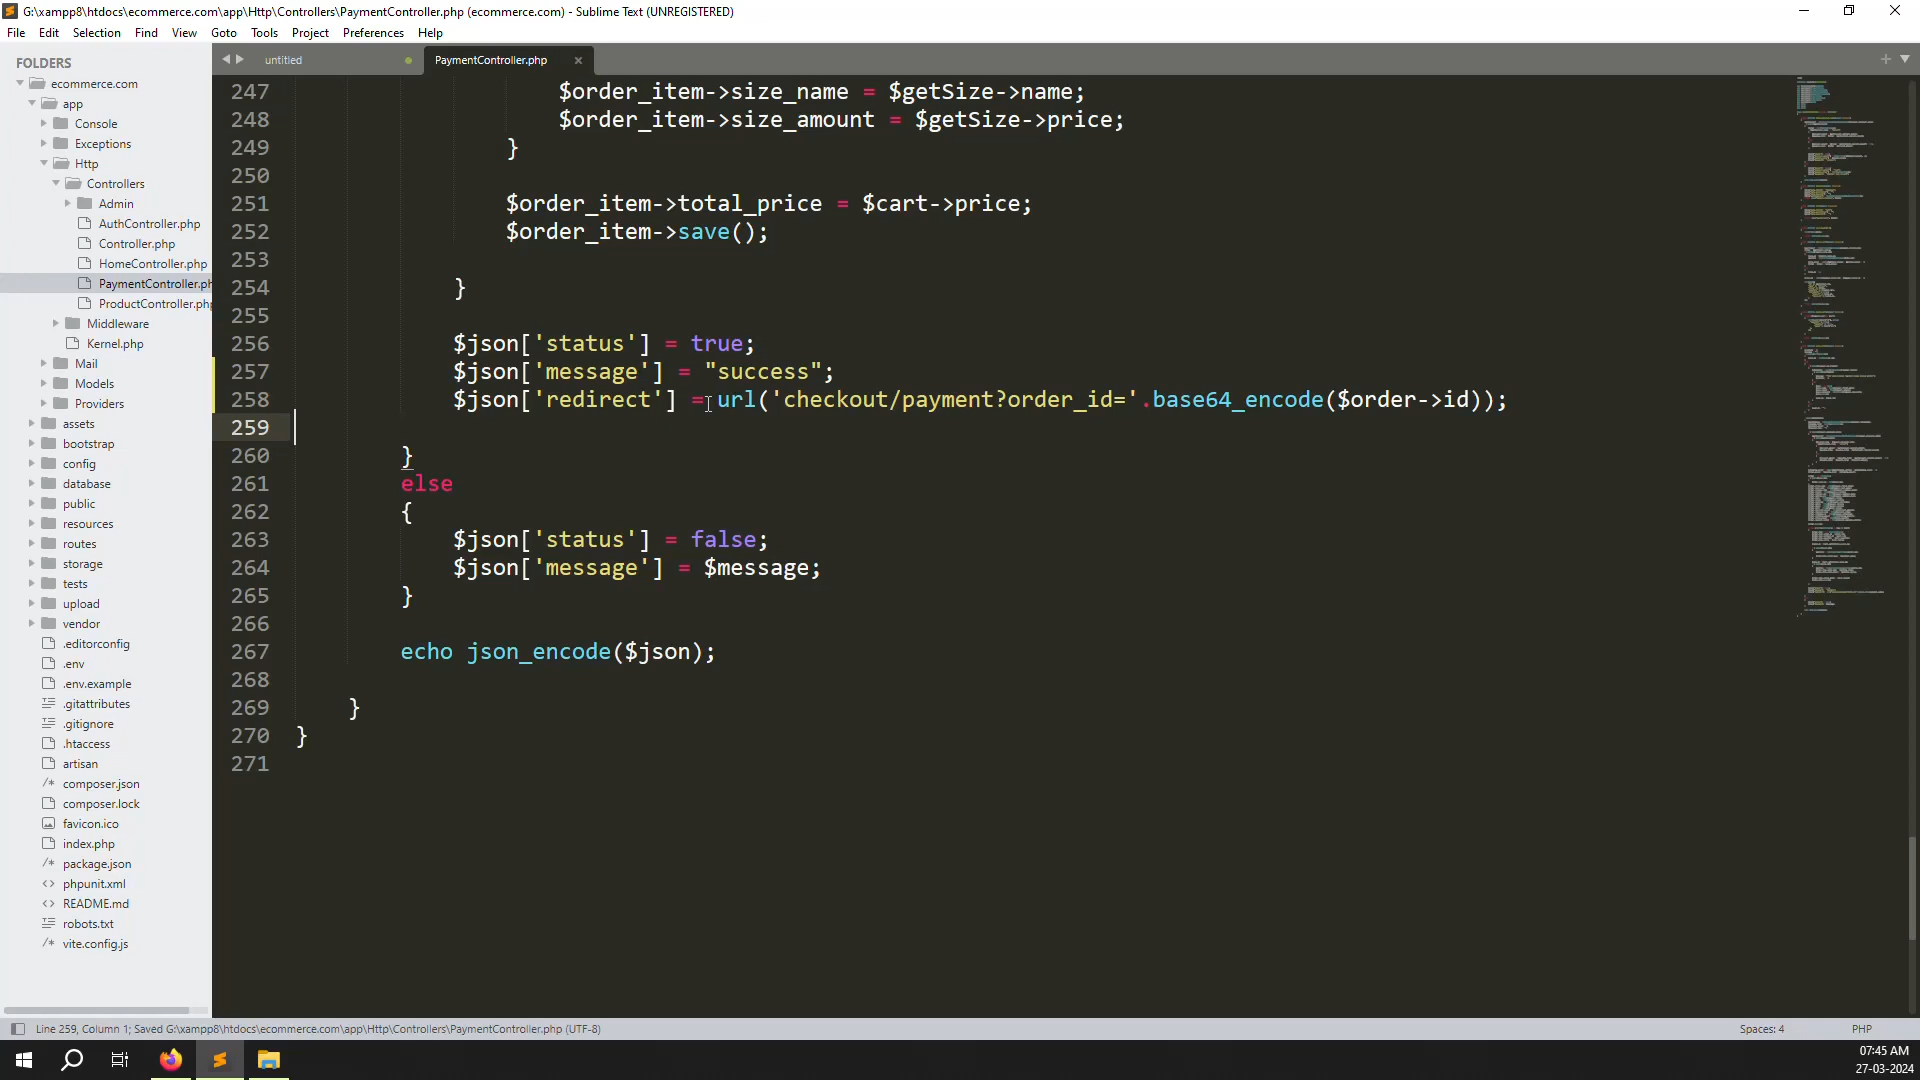 G:\xampp8\htdocs\ecommerce.com\app\Http\Controllers\PaymentController.php (ecommerce.com) - Sublime Text (UNREGISTERED)
File Edit Selection Find View Goto Tools Project Preferences Help
FOLDERS
ecommerce.com
app
Console
Exceptions
Http
Controllers
Admin
AuthController.php
Controller.php
HomeController.php
PaymentController.ph
ProductController.php
Middleware
Kernel.php
Mail
Models
Providers
assets
bootstrap
config
database
public
resources
routes
storage
tests
upload
vendor
.editorconfig
.env
.env.example
.gitattributes
.gitignore
.htaccess
artisan
composer.json
composer.lock
favicon.ico
index.php
package.json
phpunit.xml
README.md
robots.txt
vite.config.js
untitled PaymentController.php
247 $order_item->size_name = $getSize->name;
248 $order_item->size_amount = $getSize->price;
249 }
250
251 $order_item->total_price = $cart->price;
252 $order_item->save();
253
254 }
255
256 $json['status'] = true;
257 $json['message'] = "success";
258 $json['redirect'] = url('checkout/payment?order_id='.base64_encode($order->id));
259
260 }
261 else
262 {
263 $json['status'] = false;
264 $json['message'] = $message;
265 }
266
267 echo json_encode($json);
268
269 }
270 }
271
Line 259, Column 1; Saved G:\xampp8\htdocs\ecommerce.com\app\Http\Controllers\PaymentController.php (UTF-8)
Spaces: 4 PHP
07:45 AM
27-03-2024